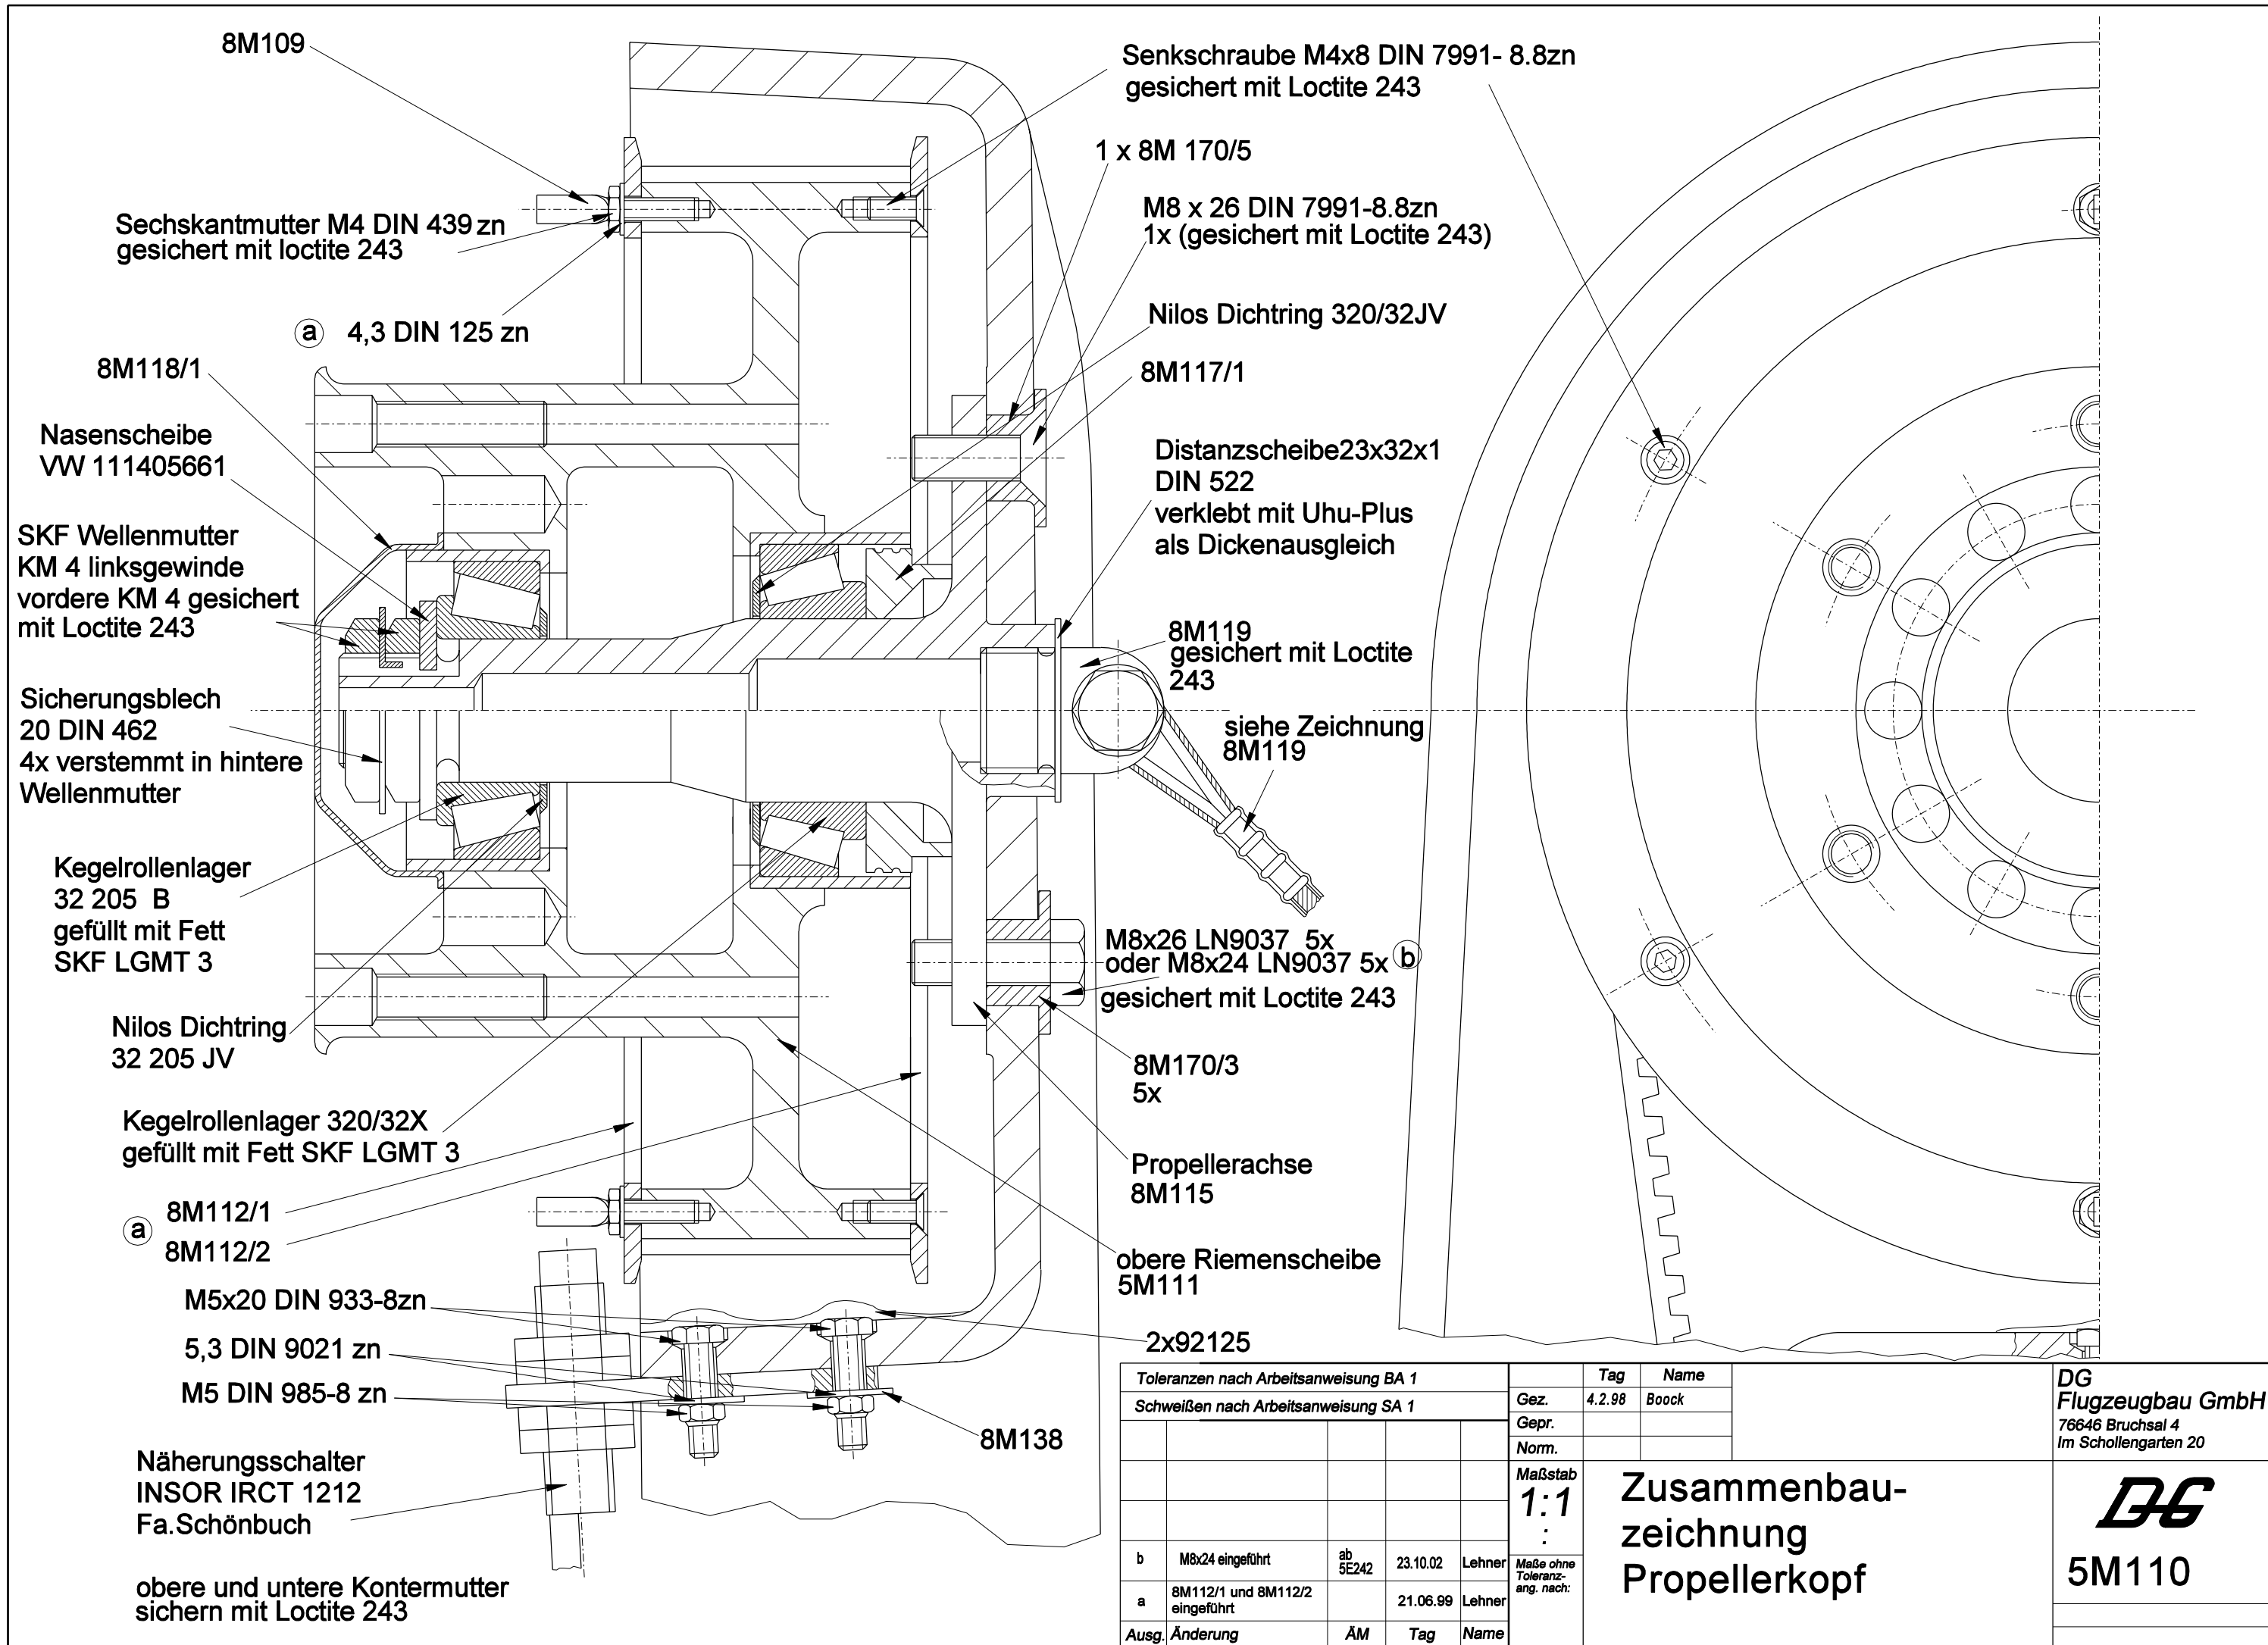 8M109
Senkschraube M4x8 DIN 7991- 8.8zn
gesichert mit Loctite 243
1 x 8M 170/5
M8 x 26 DIN 7991-8.8zn
1x (gesichert mit Loctite 243)
Sechskantmutter M4 DIN 439 zn
gesichert mit loctite 243
Nilos Dichtring 320/32JV
a 4,3 DIN 125 zn
8M118/1
8M117/1
Nasenscheibe
VW 111405661
Distanzscheibe23x32x1
DIN 522
verklebt mit Uhu-Plus
als Dickenausgleich
SKF Wellenmutter
KM 4 linksgewinde
vordere KM 4 gesichert
mit Loctite 243
8M119
gesichert mit Loctite
243
Sicherungsblech
20 DIN 462
4x verstemmt in hintere
Wellenmutter
siehe Zeichnung
8M119
Kegelrollenlager
32 205 B
gefüllt mit Fett
SKF LGMT 3
M8x26 LN9037 5x
oder M8x24 LN9037 5x b
gesichert mit Loctite 243
Nilos Dichtring
32 205 JV
8M170/3
5x
Kegelrollenlager 320/32X
gefüllt mit Fett SKF LGMT 3
Propellerachse
8M115
8M112/1
a
8M112/2
obere Riemenscheibe
5M111
M5x20 DIN 933-8zn
5,3 DIN 9021 zn
M5 DIN 985-8 zn
2x92125
8M138
Näherungsschalter
INSOR IRCT 1212
Fa.Schönbuch
obere und untere Kontermutter
sichern mit Loctite 243
Toleranzen nach Arbeitsanweisung BA 1
Schweißen nach Arbeitsanweisung SA 1
b M8x24 eingeführt ab 5E242 23.10.02 Lehner
a 8M112/1 und 8M112/2 eingeführt 21.06.99 Lehner
Ausg. Änderung ÄM Tag Name
Tag Name
Gez. 4.2.98 Boock
Gepr.
Norm.
Maßstab
1:1
:
Maße ohne
Toleranz-
ang. nach:
Zusammenbau-
zeichnung
Propellerkopf
DG
Flugzeugbau GmbH
76646 Bruchsal 4
Im Schollengarten 20
DG
5M110